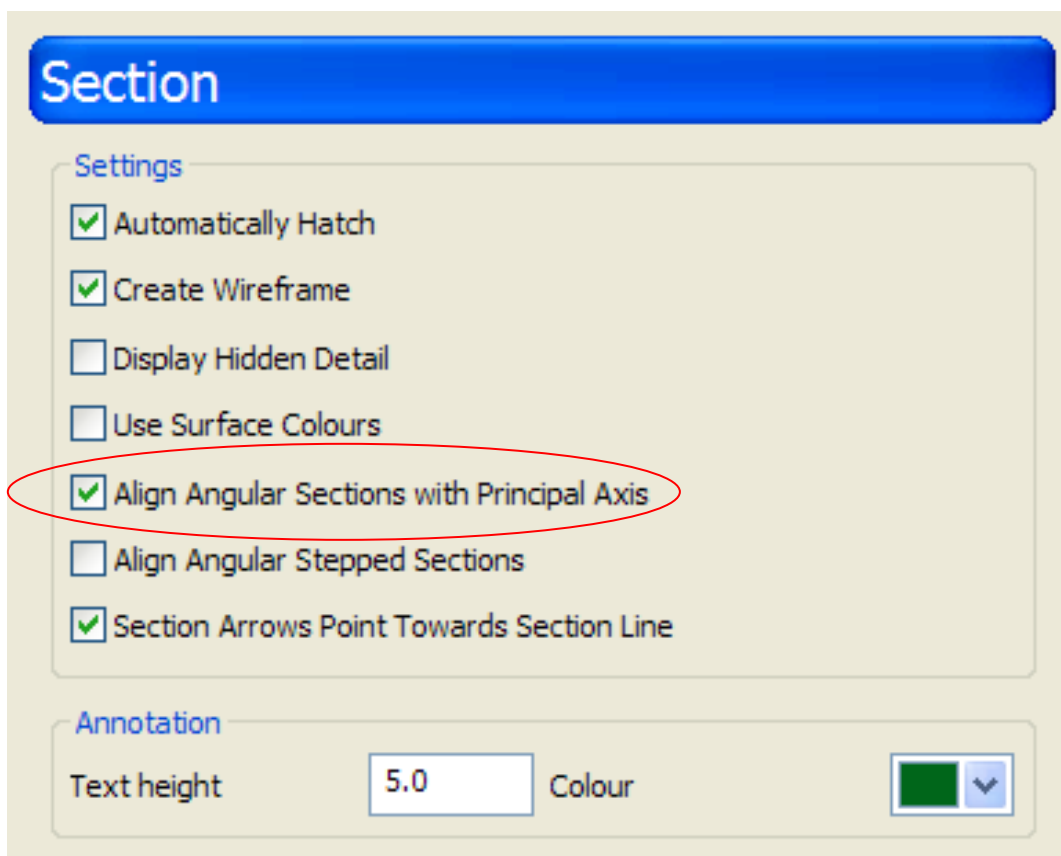 Section
Settings
Automatically Hatch
Create Wireframe
Display Hidden Detail
Use Surface Colours
Align Angular Sections with Principal Axis
Align Angular Stepped Sections
Section Arrows Point Towards Section Line
Annotation
Text height 5.0 Colour